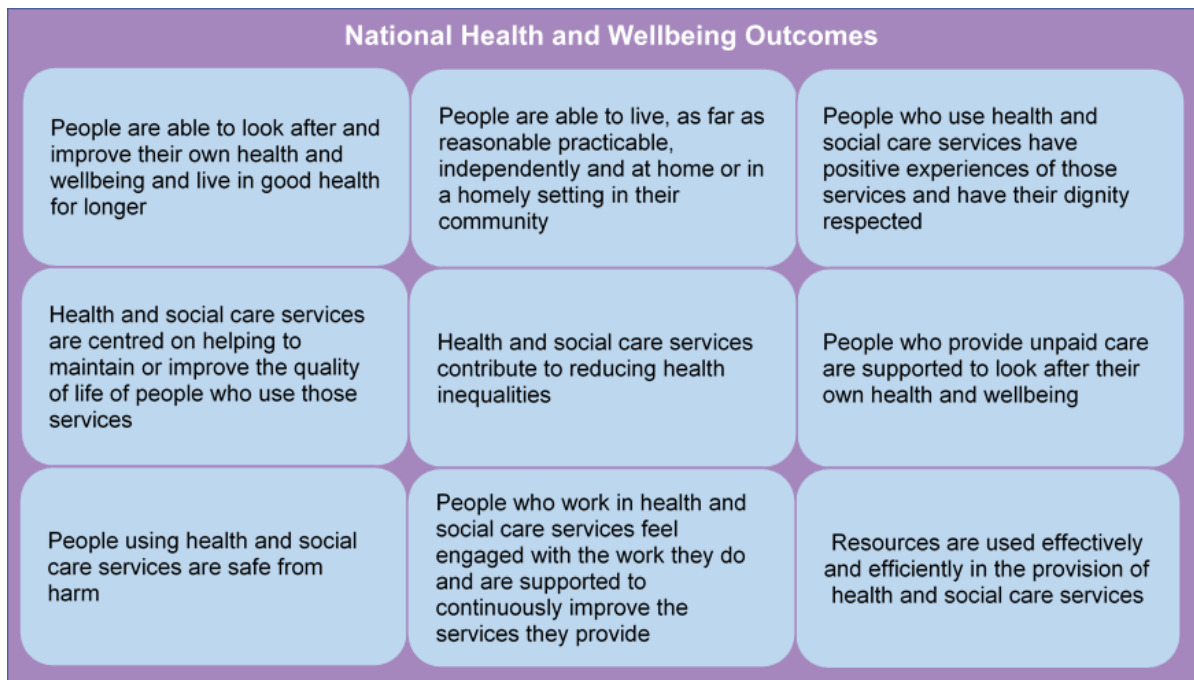 National Health and Wellbeing Outcomes
People are able to look after and
improve their own health and
wellbeing and live in good health
for longer
People are able to live, as far as
reasonable practicable,
independently and at home or in
a homely setting in their
community
People who use health and
social care services have
positive experiences of those
services and have their dignity
respected
Health and social care services
are centred on helping to
maintain or improve the quality
of life of people who use those
services
Health and social care services
contribute to reducing health
inequalities
People who provide unpaid care
are supported to look after their
own health and wellbeing
People using health and social
care services are safe from
harm
People who work in health and
social care services feel
engaged with the work they do
and are supported to
continuously improve the
services they provide
Resources are used effectively
and efficiently in the provision of
health and social care services